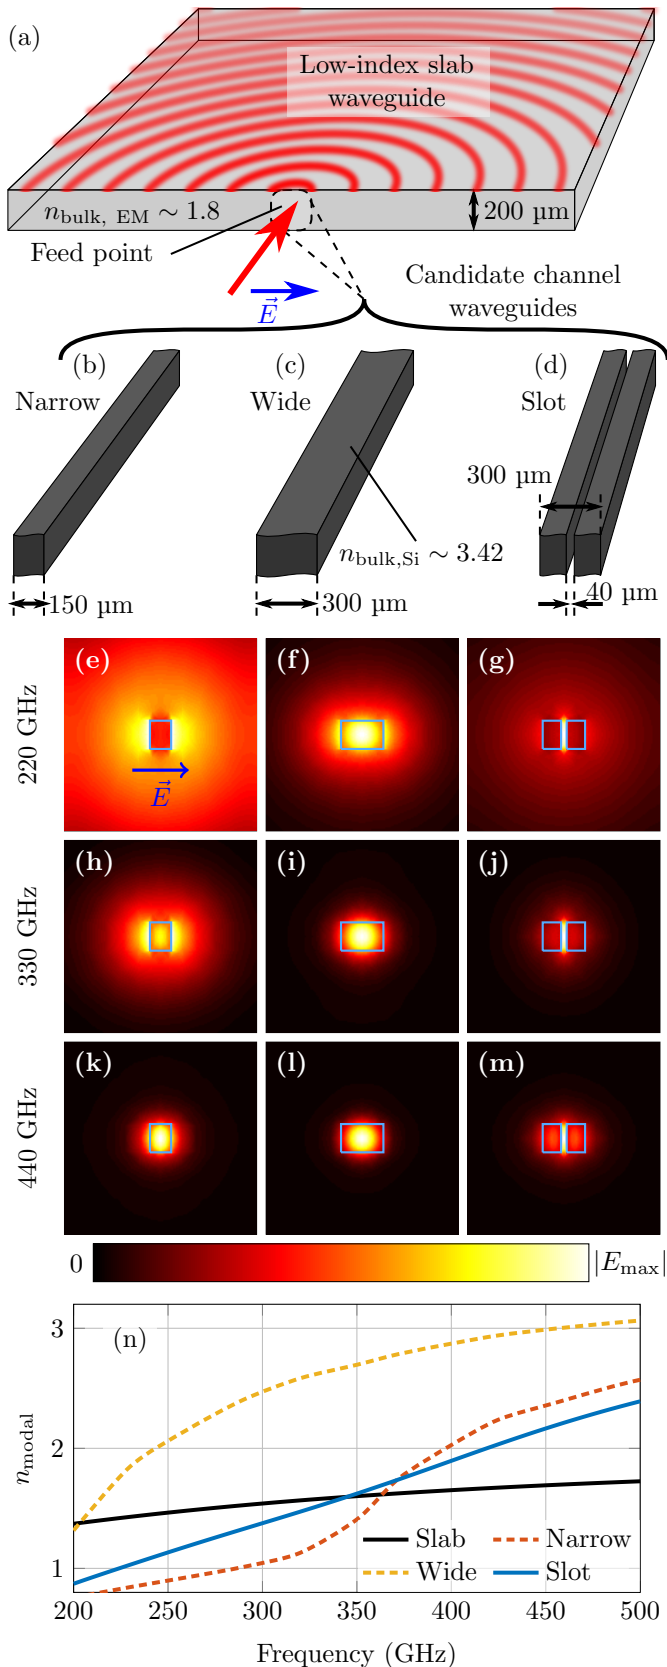 (a)
Low-index slab
waveguide
n_bulk, EM ∼ 1.8
200 µm
Feed point
E⃗
Candidate channel
waveguides
(b)
Narrow
(c)
Wide
(d)
Slot
300 µm
n_bulk,Si ∼ 3.42
150 µm
300 µm
40 µm
220 GHz
(e)
(f)
(g)
E⃗
330 GHz
(h)
(i)
(j)
440 GHz
(k)
(l)
(m)
0
|E_max|
(n)
3
2
1
n_modal
Slab
Narrow
Wide
Slot
200
250
300
350
400
450
500
Frequency (GHz)